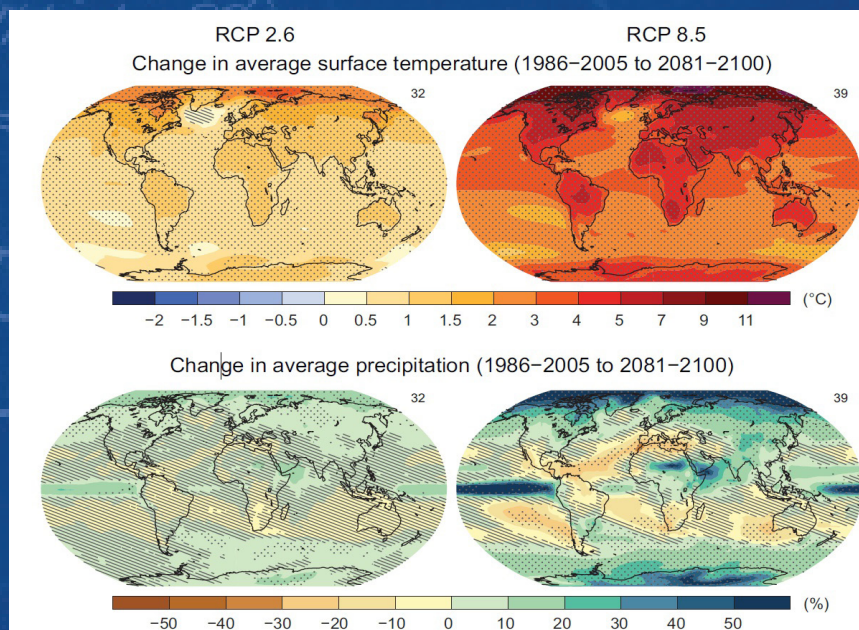 RCP 2.6 RCP 8.5
Change in average surface temperature (1986−2005 to 2081−2100)
32 39
−2 −1.5 −1 −0.5 0 0.5 1 1.5 2 3 4 5 7 9 11 (°C)
Change in average precipitation (1986−2005 to 2081−2100)
32 39
−50 −40 −30 −20 −10 0 10 20 30 40 50 (%)